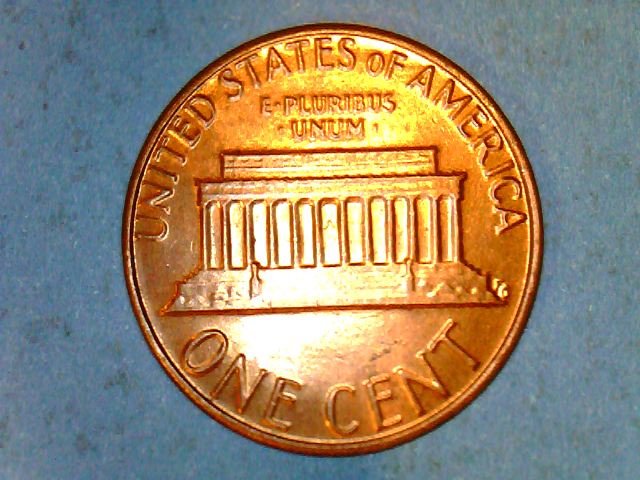 UNITED STATES OF AMERICA
E·PLURIBUS
·UNUM·
ONE CENT